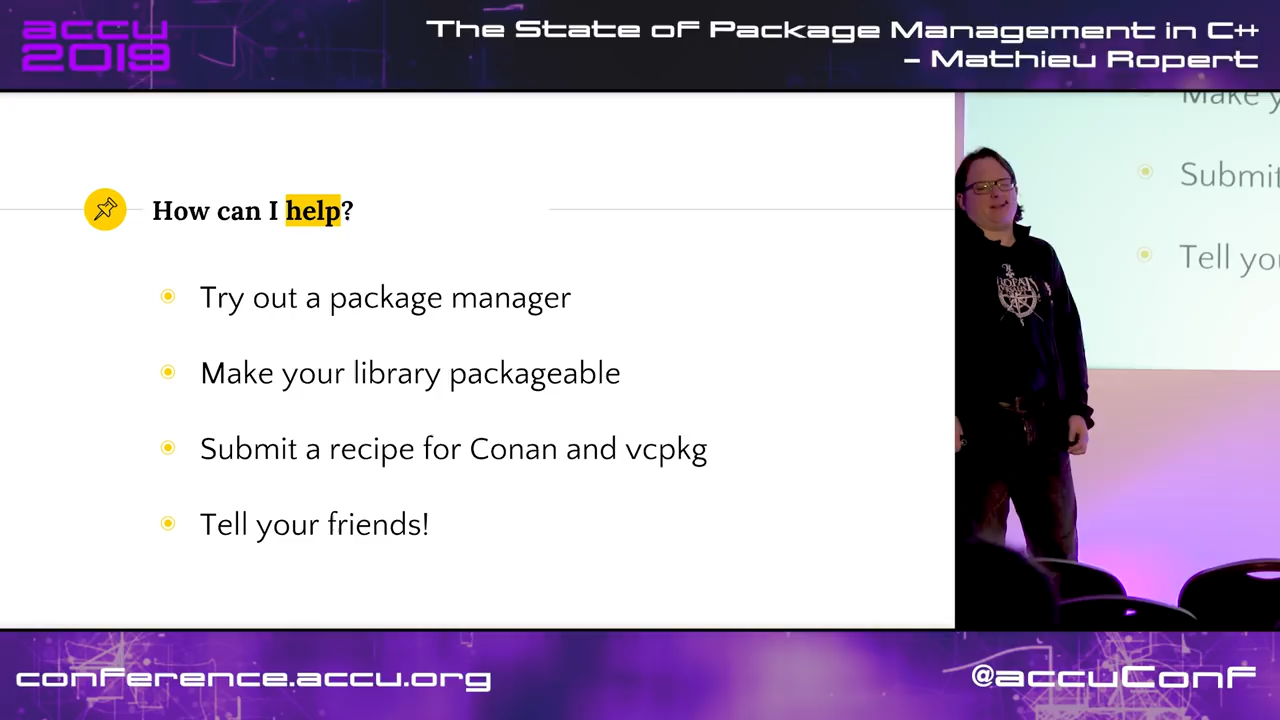 accu
2019
The State of Package Management in C++
– Mathieu Ropert
How can I help?
Try out a package manager
Make your library packageable
Submit a recipe for Conan and vcpkg
Tell your friends!
Make y
Submit
Tell you
conference.accu.org
@accuConf